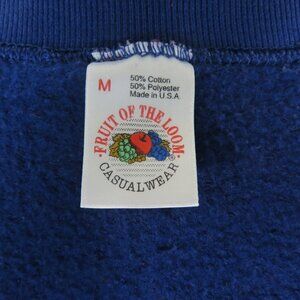 M
50% Cotton
50% Polyester
Made in U.S.A.
·FRUIT OF THE LOOM·
®
CASUALWEAR